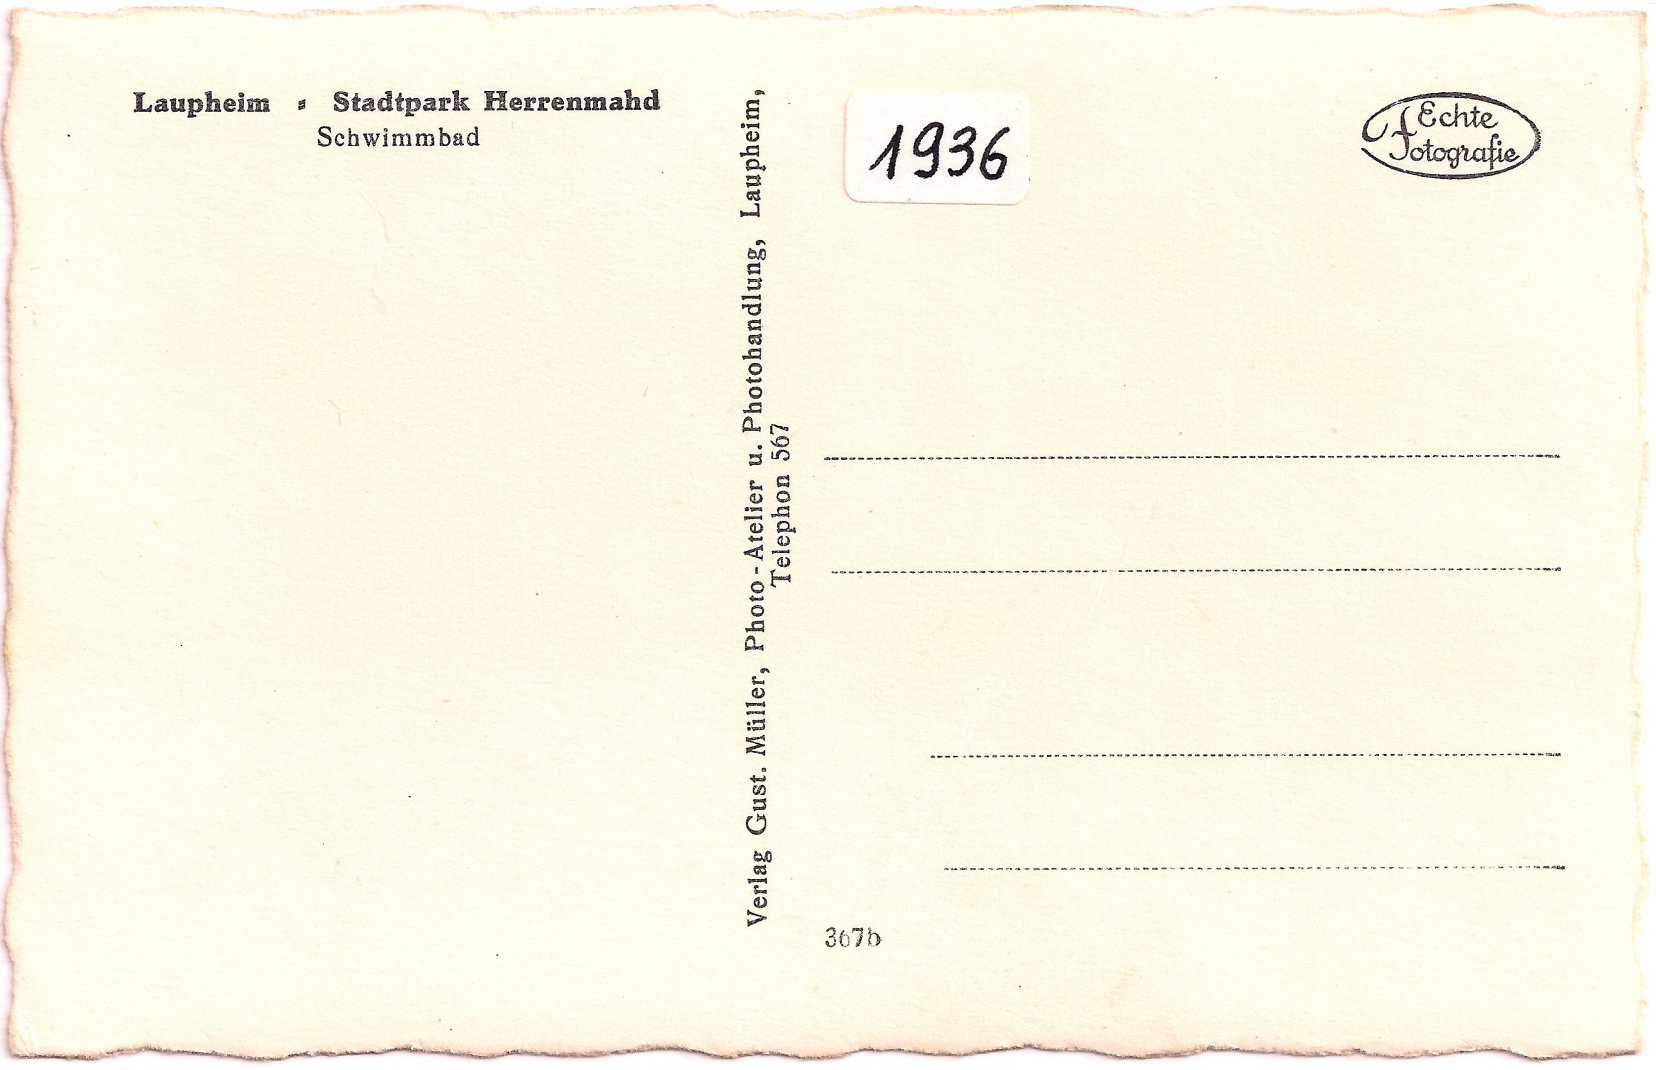 Laupheim - Stadtpark Herrenmahd
Schwimmbad
Verlag Gust. Müller, Photo-Atelier u. Photohandlung, Laupheim,
Telephon 567
1936
Echte
Fotografie
367b